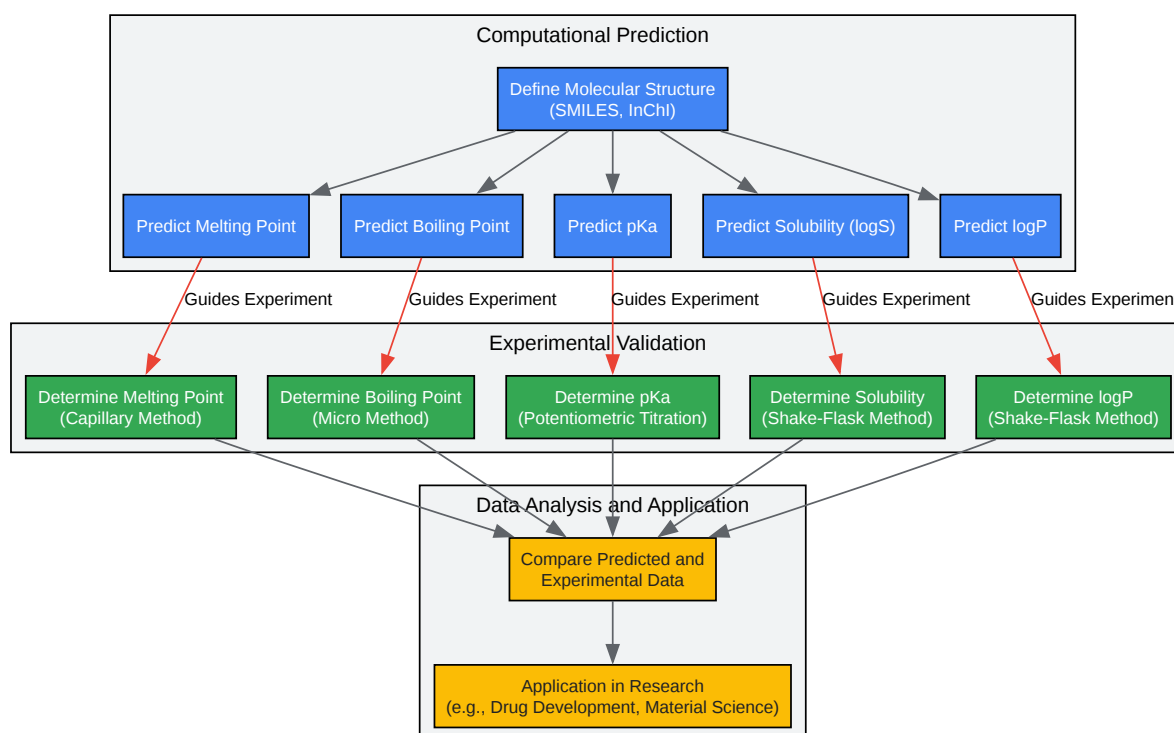 Computational Prediction
Define Molecular Structure
(SMILES, InChI)
Predict Melting Point
Predict Boiling Point
Predict pKa
Predict Solubility (logS)
Predict logP
Guides Experiment
Guides Experiment
Guides Experiment
Guides Experiment
Guides Experiment
Experimental Validation
Determine Melting Point
(Capillary Method)
Determine Boiling Point
(Micro Method)
Determine pKa
(Potentiometric Titration)
Determine Solubility
(Shake-Flask Method)
Determine logP
(Shake-Flask Method)
Data Analysis and Application
Compare Predicted and
Experimental Data
Application in Research
(e.g., Drug Development, Material Science)